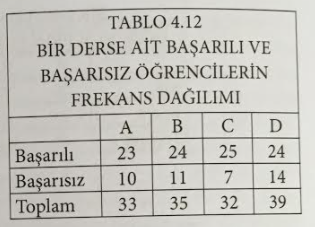 TABLO 4.12
BİR DERSE AİT BAŞARILI VE
BAŞARISIZ ÖĞRENCİLERİN
FREKANS DAĞILIMI
A B C D
Başarılı 23 24 25 24
Başarısız 10 11 7 14
Toplam 33 35 32 39